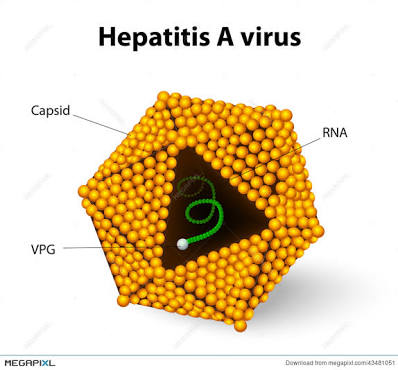 Hepatitis A virus
Capsid
RNA
VPG
MEGAPIXL
Download from megapixl.com/43481051